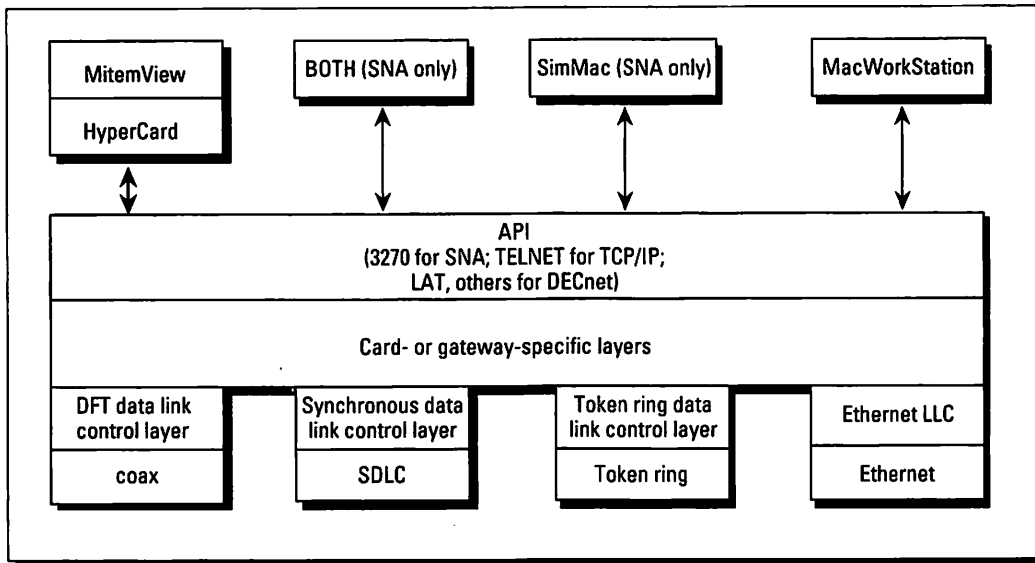 MitemView
HyperCard
BOTH (SNA only)
SimMac (SNA only)
MacWorkStation
API
(3270 for SNA; TELNET for TCP/IP;
LAT, others for DECnet)
Card- or gateway-specific layers
DFT data link
control layer
coax
Synchronous data
link control layer
SDLC
Token ring data
link control layer
Token ring
Ethernet LLC
Ethernet